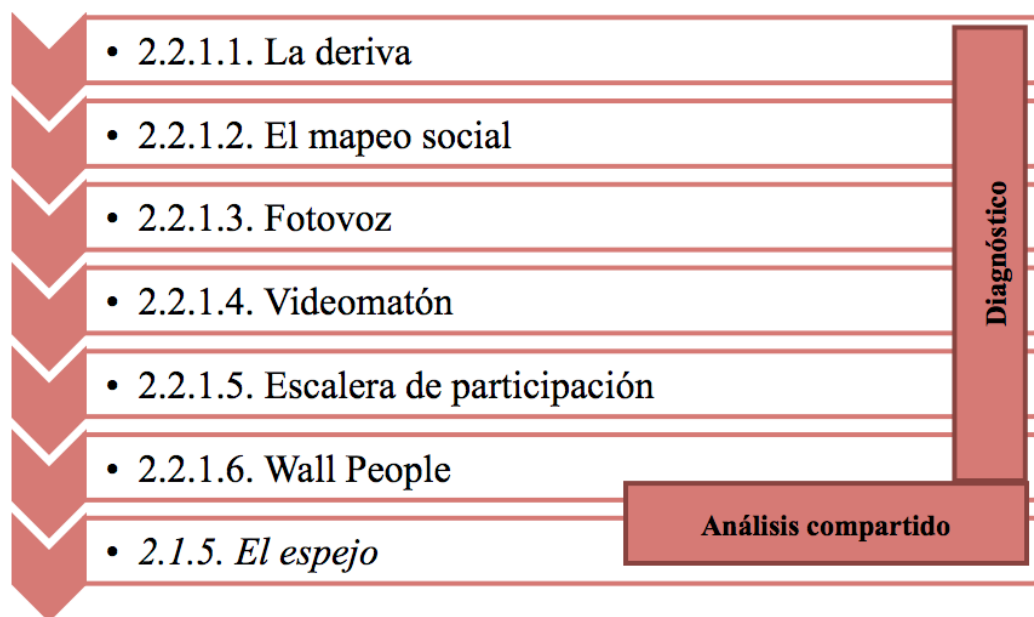 • 2.2.1.1. La deriva
• 2.2.1.2. El mapeo social
• 2.2.1.3. Fotovoz
• 2.2.1.4. Videomatón
• 2.2.1.5. Escalera de participación
• 2.2.1.6. Wall People
• 2.1.5. El espejo
Diagnóstico
Análisis compartido